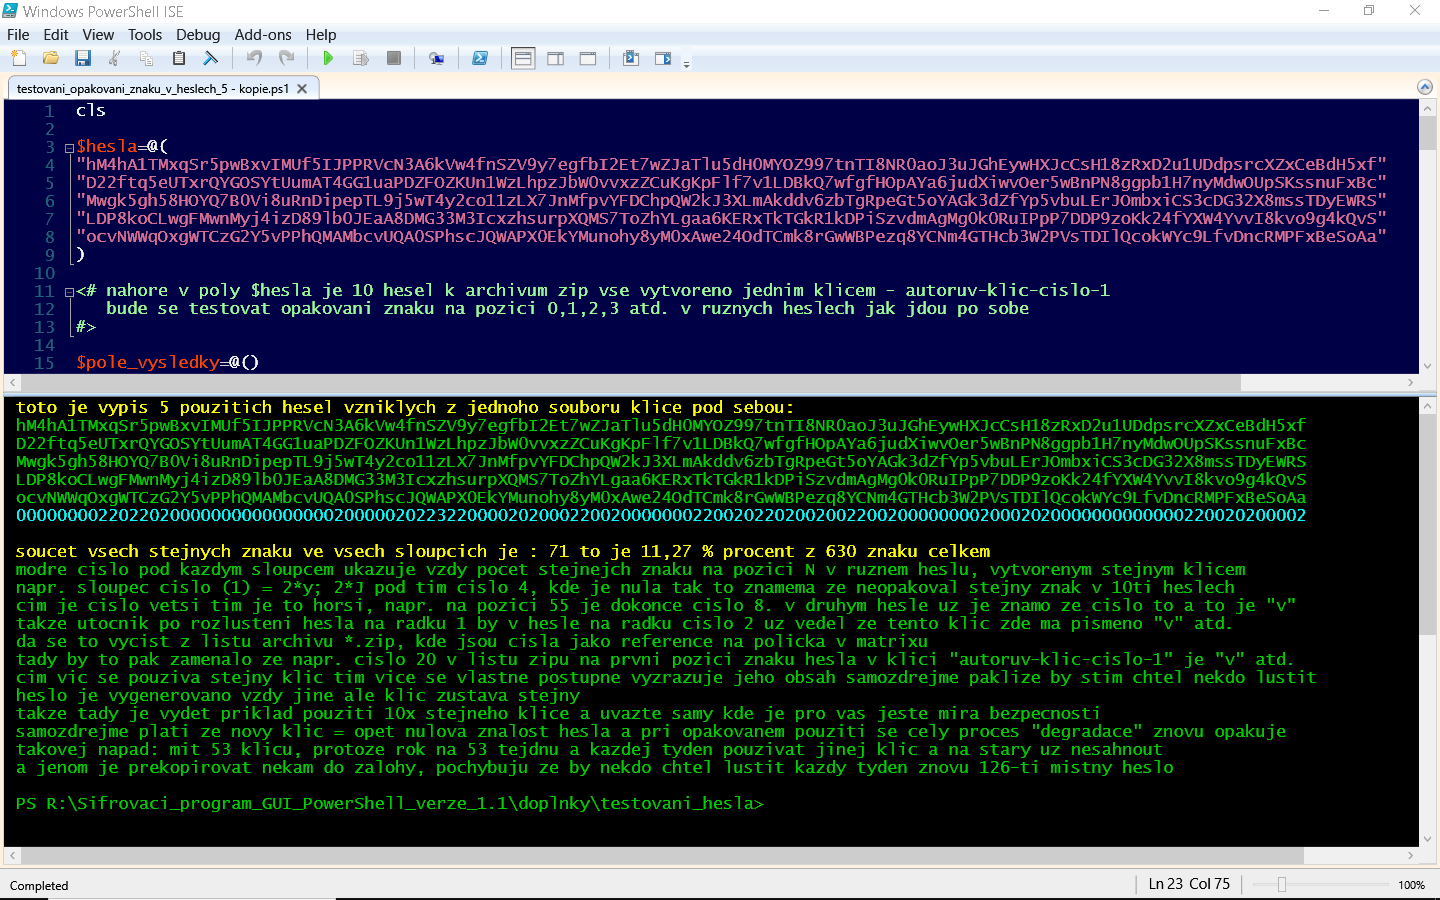 Windows PowerShell ISE
File Edit View Tools Debug Add-ons Help
testovani_opakovani_znaku_v_heslech_5 - kopie.ps1
1 cls
2
3 $hesla=@(
4 "hM4hA1TMxqSr5pwBxvIMUf5IJPPRVcN3A6kVw4fnSZV9y7egfbI2Et7wZJaTlu5dH0MYOZ997tnTI8NR0aoJ3uJGhEywHXJcCsH18zRxD2u1UDdpsrcXZxCeBdH5xf"
5 "D22ftq5eUTxrQYGOSYtUumAT4GG1uaPDZFOZKUn1WzLhpzJbW0vvxzZCuKgKpFlf7v1LDBkQ7wfgfHOpAYa6judXiwvOer5wBnPN8ggpb1H7nyMdwOUpSKssnuFxBc"
6 "Mwgk5gh58HOYQ7B0Vi8uRnDipepTL9j5wT4y2co11zLX7JnMfpvYFDChpQW2kJ3XLmAkddv6zbTgRpeGt5oYAGk3dZfYp5vbuLErJOmbxiCS3cDG32X8mssTDyEWRS"
7 "LDP8koCLwgFMwnMyj4izD89lb0JEaA8DMG33M3IcxzhsurpXQMS7ToZhYLgaa6KERxTkTGkR1kDPiSzvdmAgMg0k0RuIPpP7DDP9zoKk24fYXW4YvvI8kvo9g4kQvS"
8 "ocvNWWqOxgWTCzG2Y5vPPhQMAMbcvUQA0SPhscJQWAPX0EkYMunohy8yMOxAwe24OdTCmk8rGwWBPezq8YCNm4GTHcb3W2PVsTDIlQcokWYc9LfvDncRMPFxBeSoAa"
9 )
10
11 <# nahore v poly $hesla je 10 hesel k archivum zip vse vytvoreno jednim klicem - autoruv-klic-cislo-1
12 bude se testovat opakovani znaku na pozici 0,1,2,3 atd. v ruznych heslech jak jdou po sobe
13 #>
14
15 $pole_vysledky=@()
toto je vypis 5 pouzitich hesel vzniklych z jednoho souboru klice pod sebou:
hM4hA1TMxqSr5pwBxvIMUf5IJPPRVcN3A6kVw4fnSZV9y7egfbI2Et7wZJaTlu5dH0MYOZ997tnTI8NR0aoJ3uJGhEywHXJcCsH18zRxD2u1UDdpsrcXZxCeBdH5xf
D22ftq5eUTxrQYGOSYtUumAT4GG1uaPDZFOZKUn1WzLhpzJbW0vvxzZCuKgKpFlf7v1LDBkQ7wfgfHOpAYa6judXiwvOer5wBnPN8ggpb1H7nyMdwOUpSKssnuFxBc
Mwgk5gh58HOYQ7B0Vi8uRnDipepTL9j5wT4y2co11zLX7JnMfpvYFDChpQW2kJ3XLmAkddv6zbTgRpeGt5oYAGk3dZfYp5vbuLErJOmbxiCS3cDG32X8mssTDyEWRS
LDP8koCLwgFMwnMyj4izD89lb0JEaA8DMG33M3IcxzhsurpXQMS7ToZhYLgaa6KERxTkTGkR1kDPiSzvdmAgMg0k0RuIPpP7DDP9zoKk24fYXW4YvvI8kvo9g4kQvS
ocvNWWqOxgWTCzG2Y5vPPhQMAMbcvUQA0SPhscJQWAPX0EkYMunohy8yMOxAwe24OdTCmk8rGwWBPezq8YCNm4GTHcb3W2PVsTDIlQcokWYc9LfvDncRMPFxBeSoAa
000000002202202000000000000000020000020223220000202000220020000000220020220200200220020000000020002020000000000000220020200002
soucet vsech stejnych znaku ve vsech sloupcich je : 71 to je 11,27 % procent z 630 znaku celkem
modre cislo pod kazdym sloupcem ukazuje vzdy pocet stejnejch znaku na pozici N v ruznem heslu, vytvorenym stejnym klicem
napr. sloupec cislo (1) = 2*y; 2*J pod tim cislo 4, kde je nula tak to znamema ze neopakoval stejny znak v 10ti heslech
cim je cislo vetsi tim je to horsi, napr. na pozici 55 je dokonce cislo 8. v druhym hesle uz je znamo ze cislo to a to je "v"
takze utocnik po rozlusteni hesla na radku 1 by v hesle na radku cislo 2 uz vedel ze tento klic zde ma pismeno "v" atd.
da se to vycist z listu archivu *.zip, kde jsou cisla jako reference na policka v matrixu
tady by to pak zamenalo ze napr. cislo 20 v listu zipu na prvni pozici znaku hesla v klici "autoruv-klic-cislo-1" je "v" atd.
cim vic se pouziva stejny klic tim vice se vlastne postupne vyzrazuje jeho obsah samozdrejme paklize by stim chtel nekdo lustit
heslo je vygenerovano vzdy jine ale klic zustava stejny
takze tady je vydet priklad pouziti 10x stejneho klice a uvazte samy kde je pro vas jeste mira bezpecnosti
samozdrejme plati ze novy klic = opet nulova znalost hesla a pri opakovanem pouziti se cely proces "degradace" znovu opakuje
takovej napad: mit 53 klicu, protoze rok na 53 tejdnu a kazdej tyden pouzivat jinej klic a na stary uz nesahnout
a jenom je prekopirovat nekam do zalohy, pochybuju ze by nekdo chtel lustit kazdy tyden znovu 126-ti mistny heslo
PS R:\Sifrovaci_program_GUI_PowerShell_verze_1.1\doplnky\testovani_hesla>
Completed
Ln 23 Col 75
100%